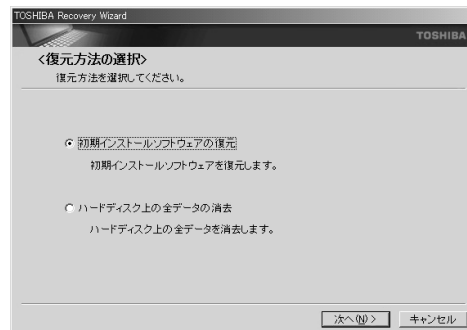 TOSHIBA Recovery Wizard
TOSHIBA
<復元方法の選択>
復元方法を選択してください。
初期インストールソフトウェアの復元
初期インストールソフトウェアを復元します。
ハードディスク上の全データの消去
ハードディスク上の全データを消去します。
次へ(N) >
キャンセル